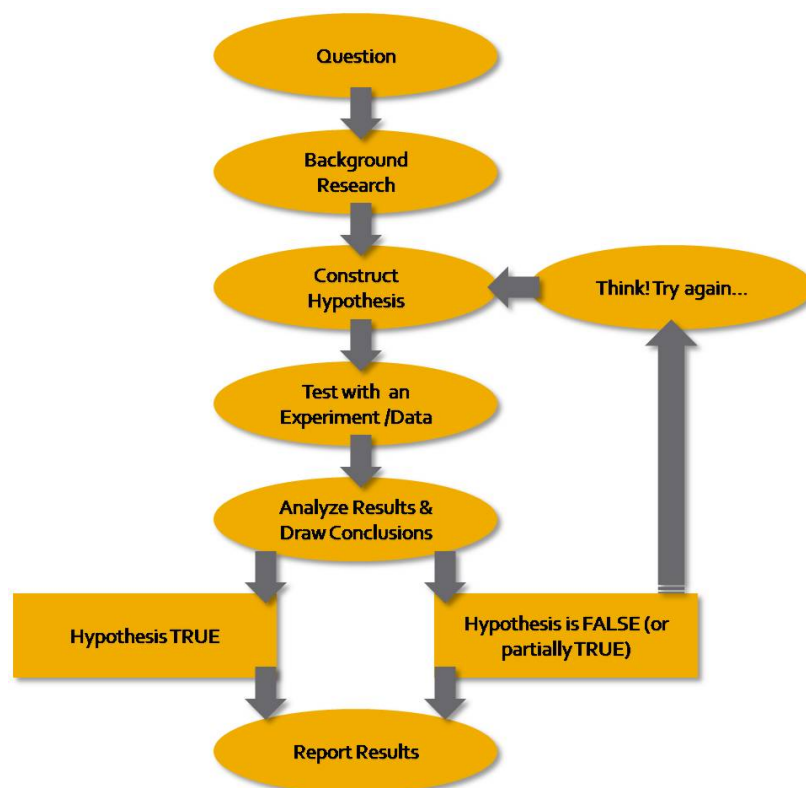 Question
Background
Research
Construct
Hypothesis
Think! Try again...
Test with an
Experiment /Data
Analyze Results &
Draw Conclusions
Hypothesis TRUE
Hypothesis is FALSE (or
partially TRUE)
Report Results